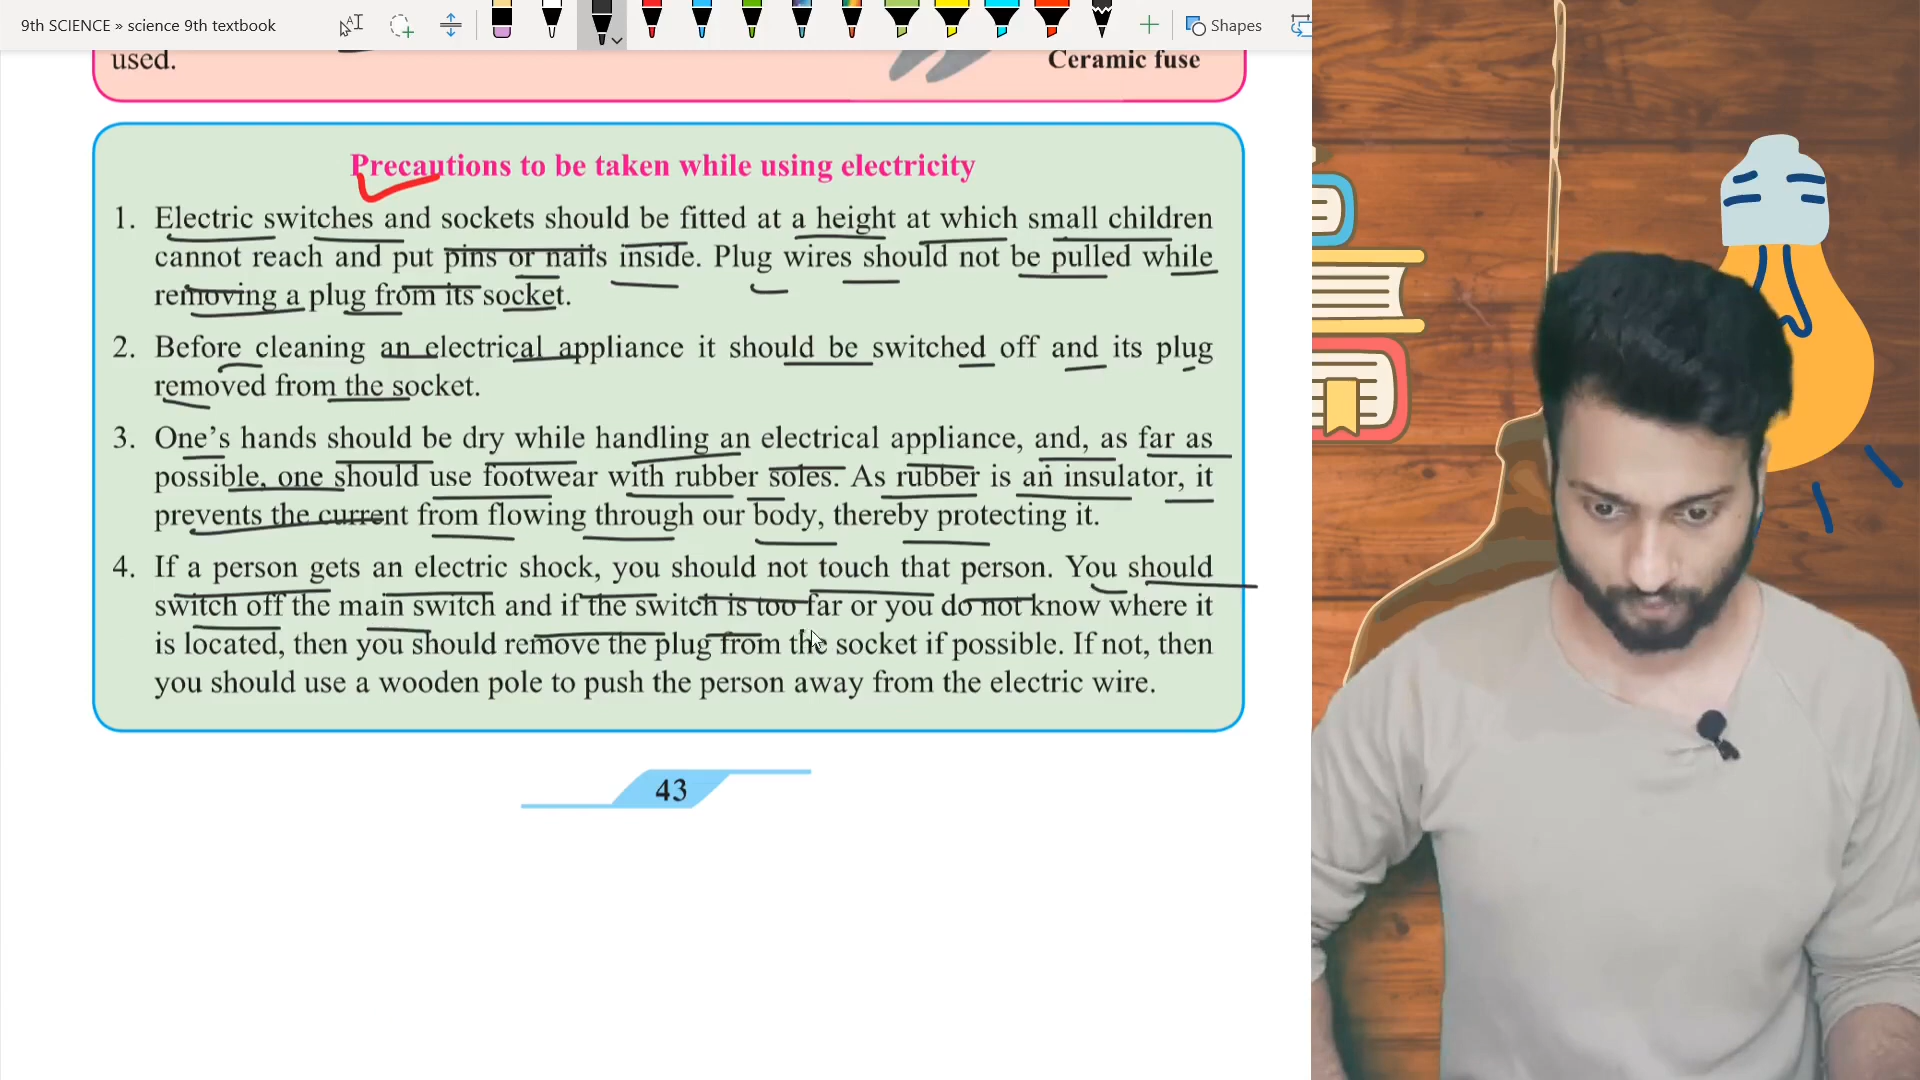 9th SCIENCE » science 9th textbook
Shapes
used.
Ceramic fuse
Precautions to be taken while using electricity
1. Electric switches and sockets should be fitted at a height at which small children
cannot reach and put pins or nails inside. Plug wires should not be pulled while
removing a plug from its socket.
2. Before cleaning an electrical appliance it should be switched off and its plug
removed from the socket.
3. One's hands should be dry while handling an electrical appliance, and, as far as
possible, one should use footwear with rubber soles. As rubber is an insulator, it
prevents the current from flowing through our body, thereby protecting it.
4. If a person gets an electric shock, you should not touch that person. You should
switch off the main switch and if the switch is too far or you do not know where it
is located, then you should remove the plug from the socket if possible. If not, then
you should use a wooden pole to push the person away from the electric wire.
43